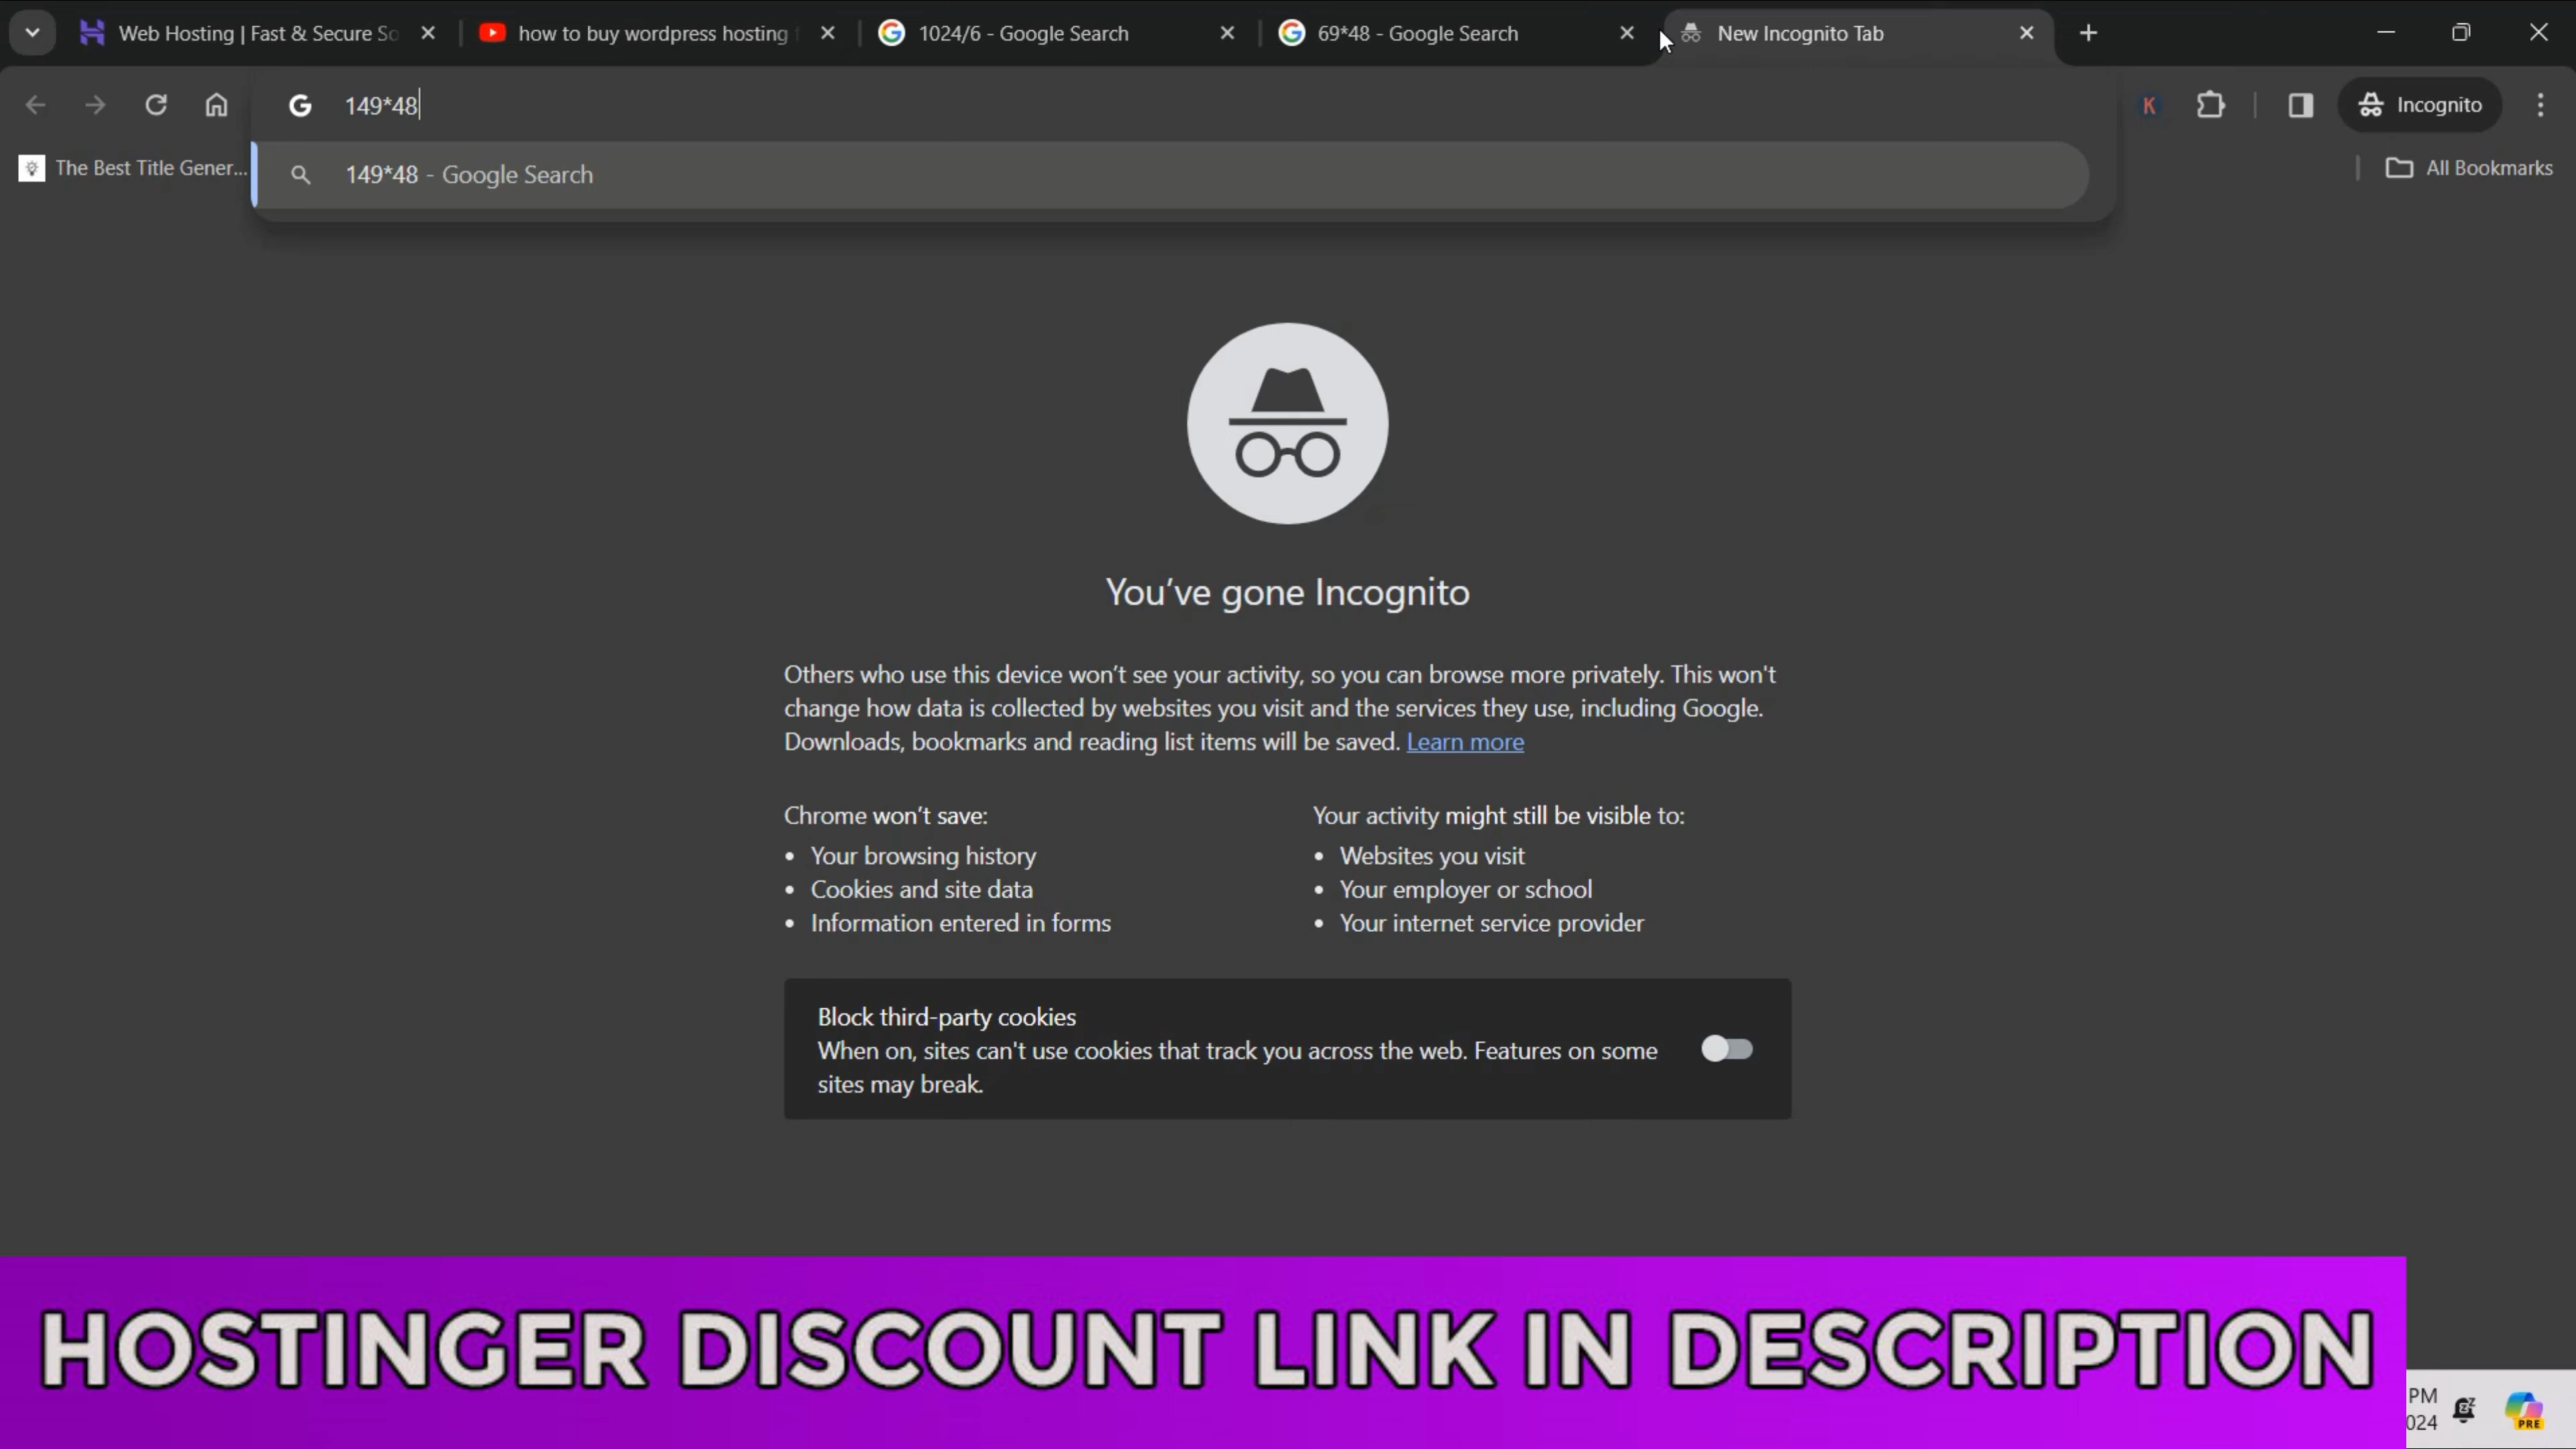 Web Hosting | Fast & Secure So
how to buy wordpress hosting
1024/6 - Google Search
69*48 - Google Search
New Incognito Tab
149*48
K
Incognito
149*48 - Google Search
The Best Title Gener...
All Bookmarks
You've gone Incognito
Others who use this device won't see your activity, so you can browse more privately. This won't
change how data is collected by websites you visit and the services they use, including Google.
Downloads, bookmarks and reading list items will be saved. Learn more
Chrome won't save:
• Your browsing history
• Cookies and site data
• Information entered in forms
Your activity might still be visible to:
• Websites you visit
• Your employer or school
• Your internet service provider
Block third-party cookies
When on, sites can't use cookies that track you across the web. Features on some
sites may break.
HOSTINGER DISCOUNT LINK IN DESCRIPTION
PM
024
PRE